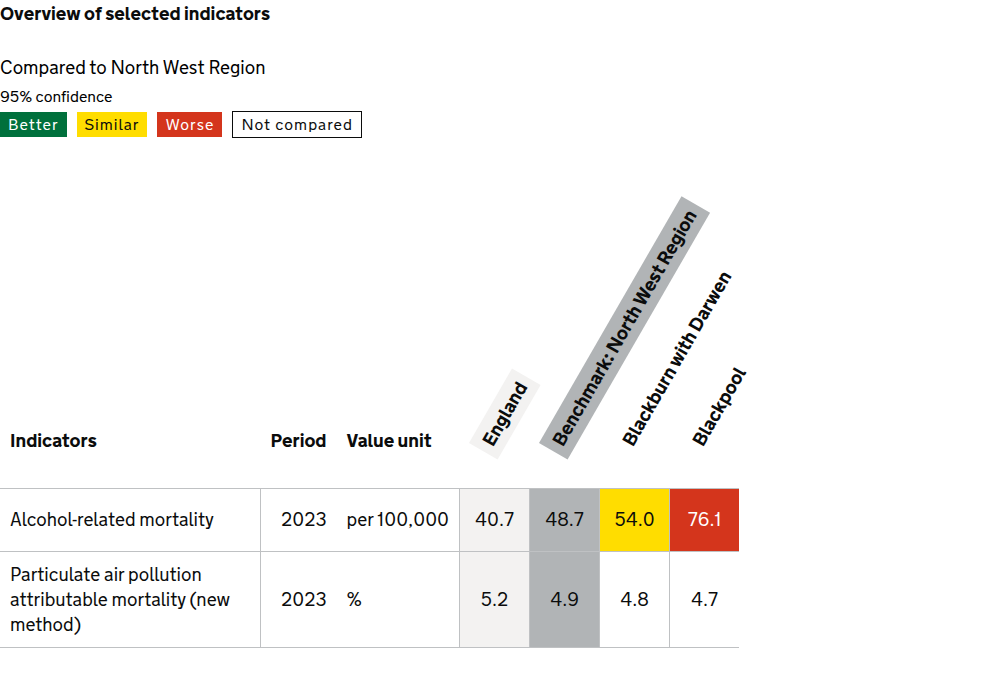 Overview of selected indicators
Compared to North West Region
95% confidence
Better Similar Worse Not compared
Indicators Period Value unit England Benchmark: North West Region Blackburn with Darwen Blackpool
Alcohol-related mortality 2023 per 100,000 40.7 48.7 54.0 76.1
Particulate air pollution
attributable mortality (new 2023 % 5.2 4.9 4.8 4.7
method)